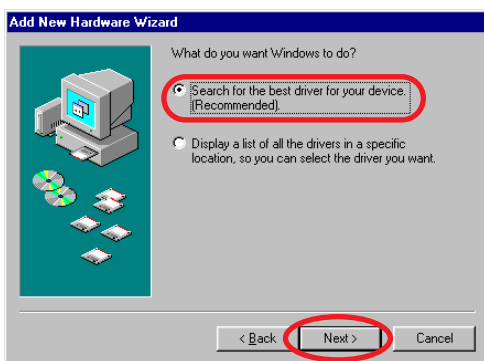 Add New Hardware Wizard
What do you want Windows to do?
Search for the best driver for your device.
(Recommended).
Display a list of all the drivers in a specific
location, so you can select the driver you want.
< Back
Next >
Cancel